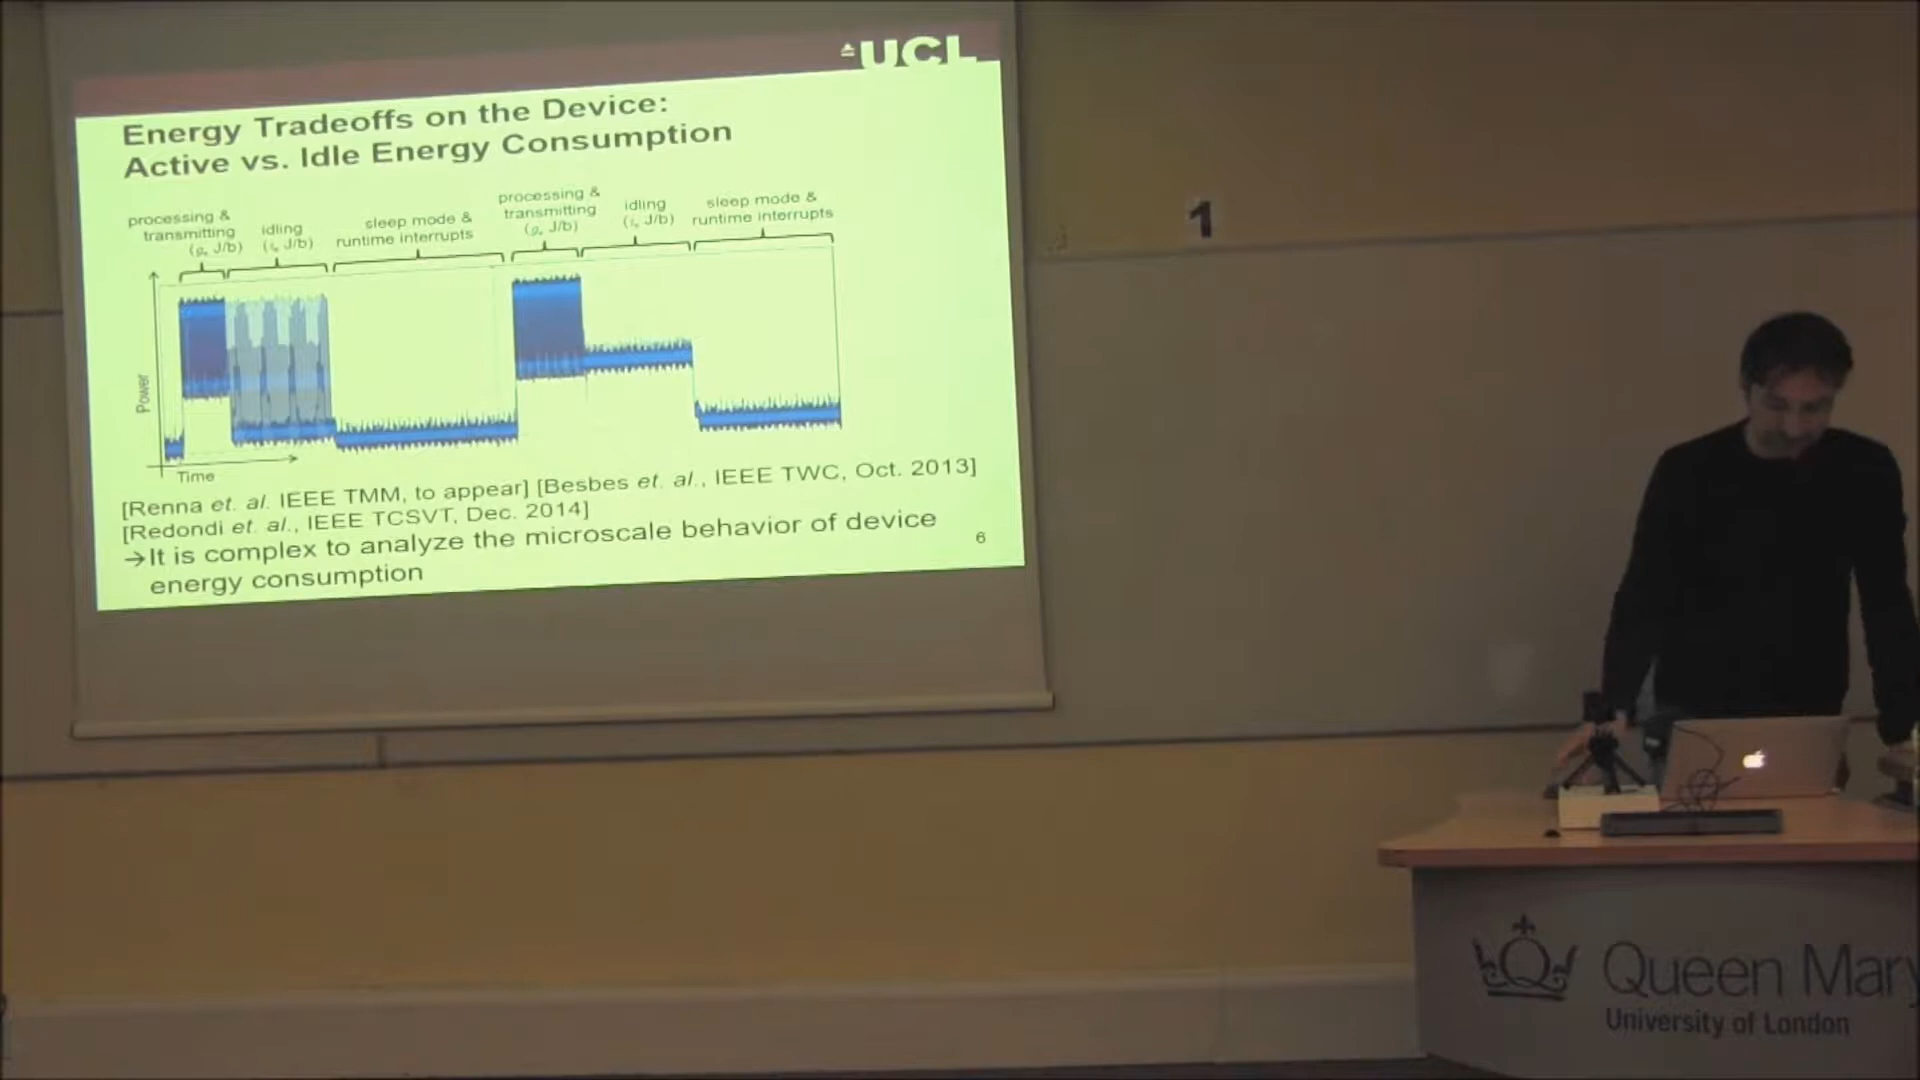 UCL
Energy Tradeoffs on the Device:
Active vs. Idle Energy Consumption
processing &
transmitting
(g, J/b)
idling
(i, J/b)
sleep mode &
runtime interrupts
processing &
transmitting
(g, J/b)
idling
(i, J/b)
sleep mode &
runtime interrupts
Power
Time
[Renna et. al. IEEE TMM, to appear] [Besbes et. al., IEEE TWC, Oct. 2013]
[Redondi et. al., IEEE TCSVT, Dec. 2014]
→It is complex to analyze the microscale behavior of device
energy consumption
6
1
Queen Mary
University of London